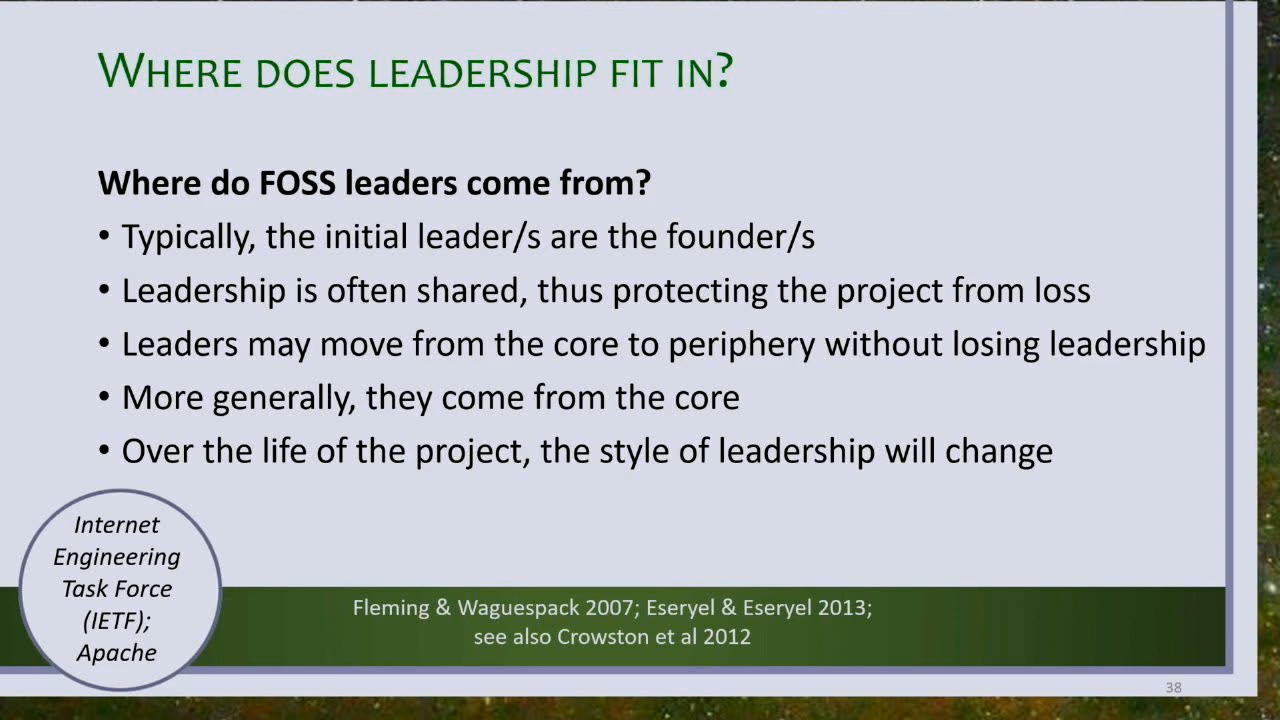 WHERE DOES LEADERSHIP FIT IN?
Where do FOSS leaders come from?
• Typically, the initial leader/s are the founder/s
• Leadership is often shared, thus protecting the project from loss
• Leaders may move from the core to periphery without losing leadership
• More generally, they come from the core
• Over the life of the project, the style of leadership will change
Internet
Engineering
Task Force
(IETF);
Apache
Fleming & Waguespack 2007; Eseryel & Eseryel 2013;
see also Crowston et al 2012
38